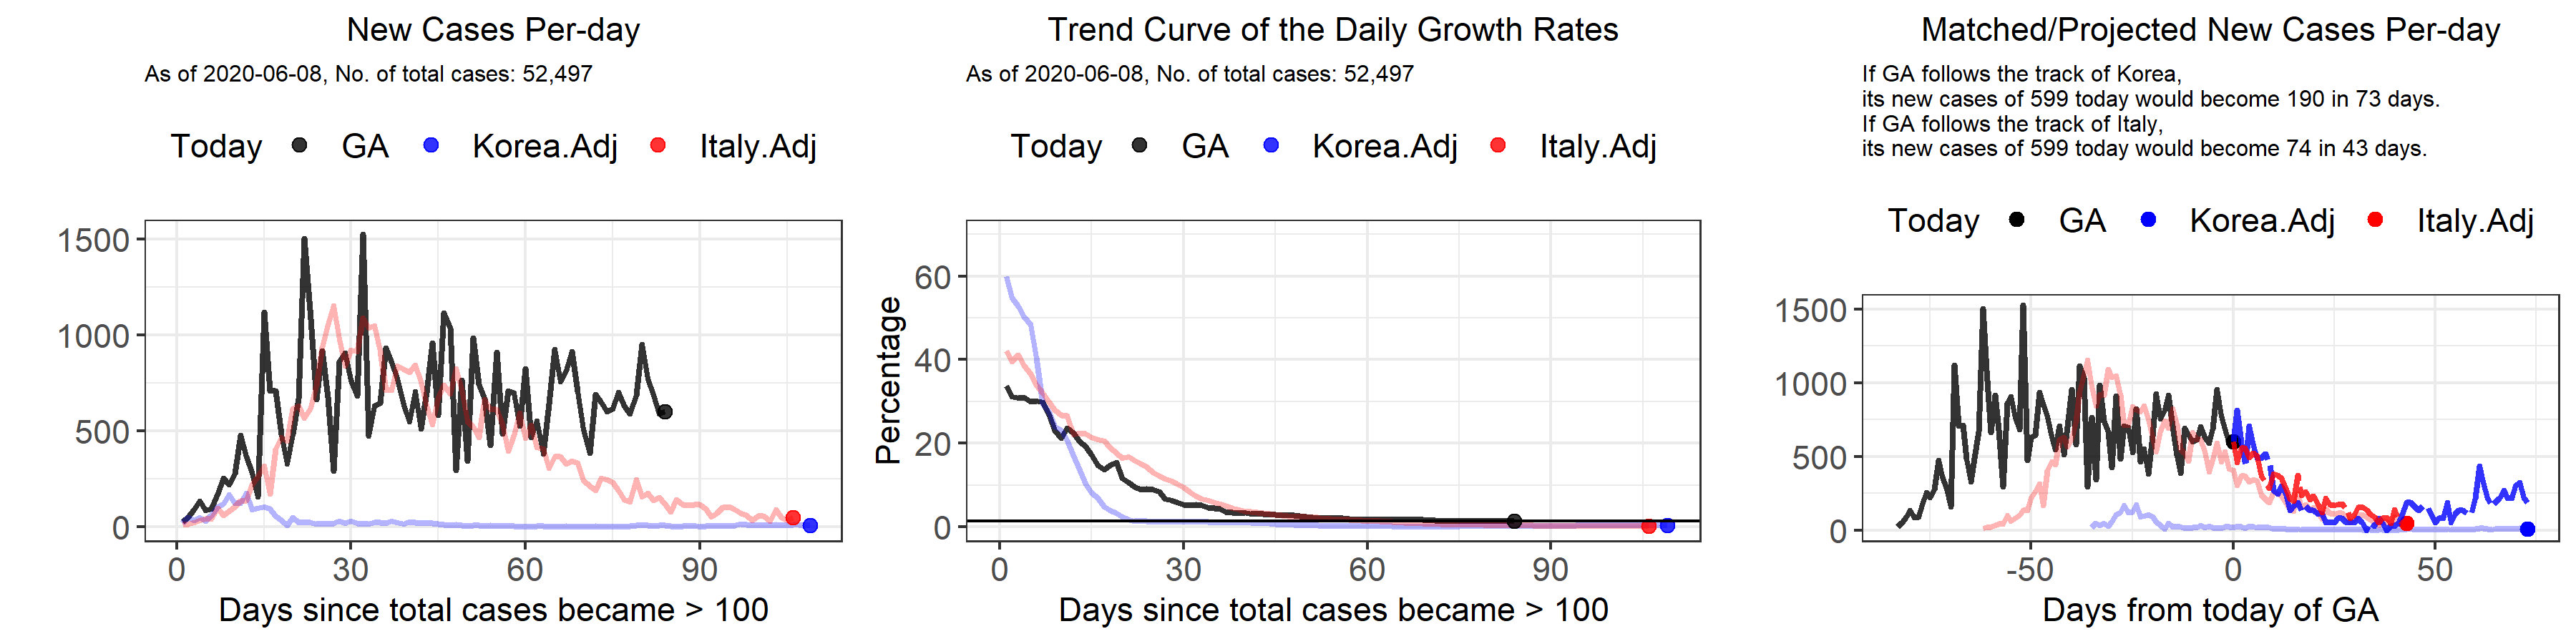 New Cases Per-day
As of 2020-06-08, No. of total cases: 52,497
Today GA Korea.Adj Italy.Adj
1500
1000
500
0
0 30 60 90
Days since total cases became > 100
Trend Curve of the Daily Growth Rates
As of 2020-06-08, No. of total cases: 52,497
Today GA Korea.Adj Italy.Adj
Percentage
60
40
20
0
0 30 60 90
Days since total cases became > 100
Matched/Projected New Cases Per-day
If GA follows the track of Korea,
its new cases of 599 today would become 190 in 73 days.
If GA follows the track of Italy,
its new cases of 599 today would become 74 in 43 days.
Today GA Korea.Adj Italy.Adj
1500
1000
500
0
-50 0 50
Days from today of GA